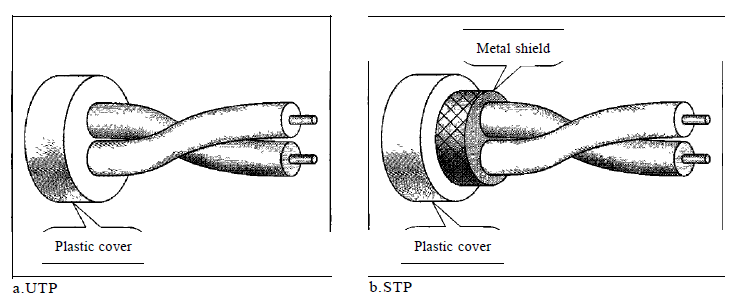 Metal shield
Plastic cover
Plastic cover
a.UTP
b.STP